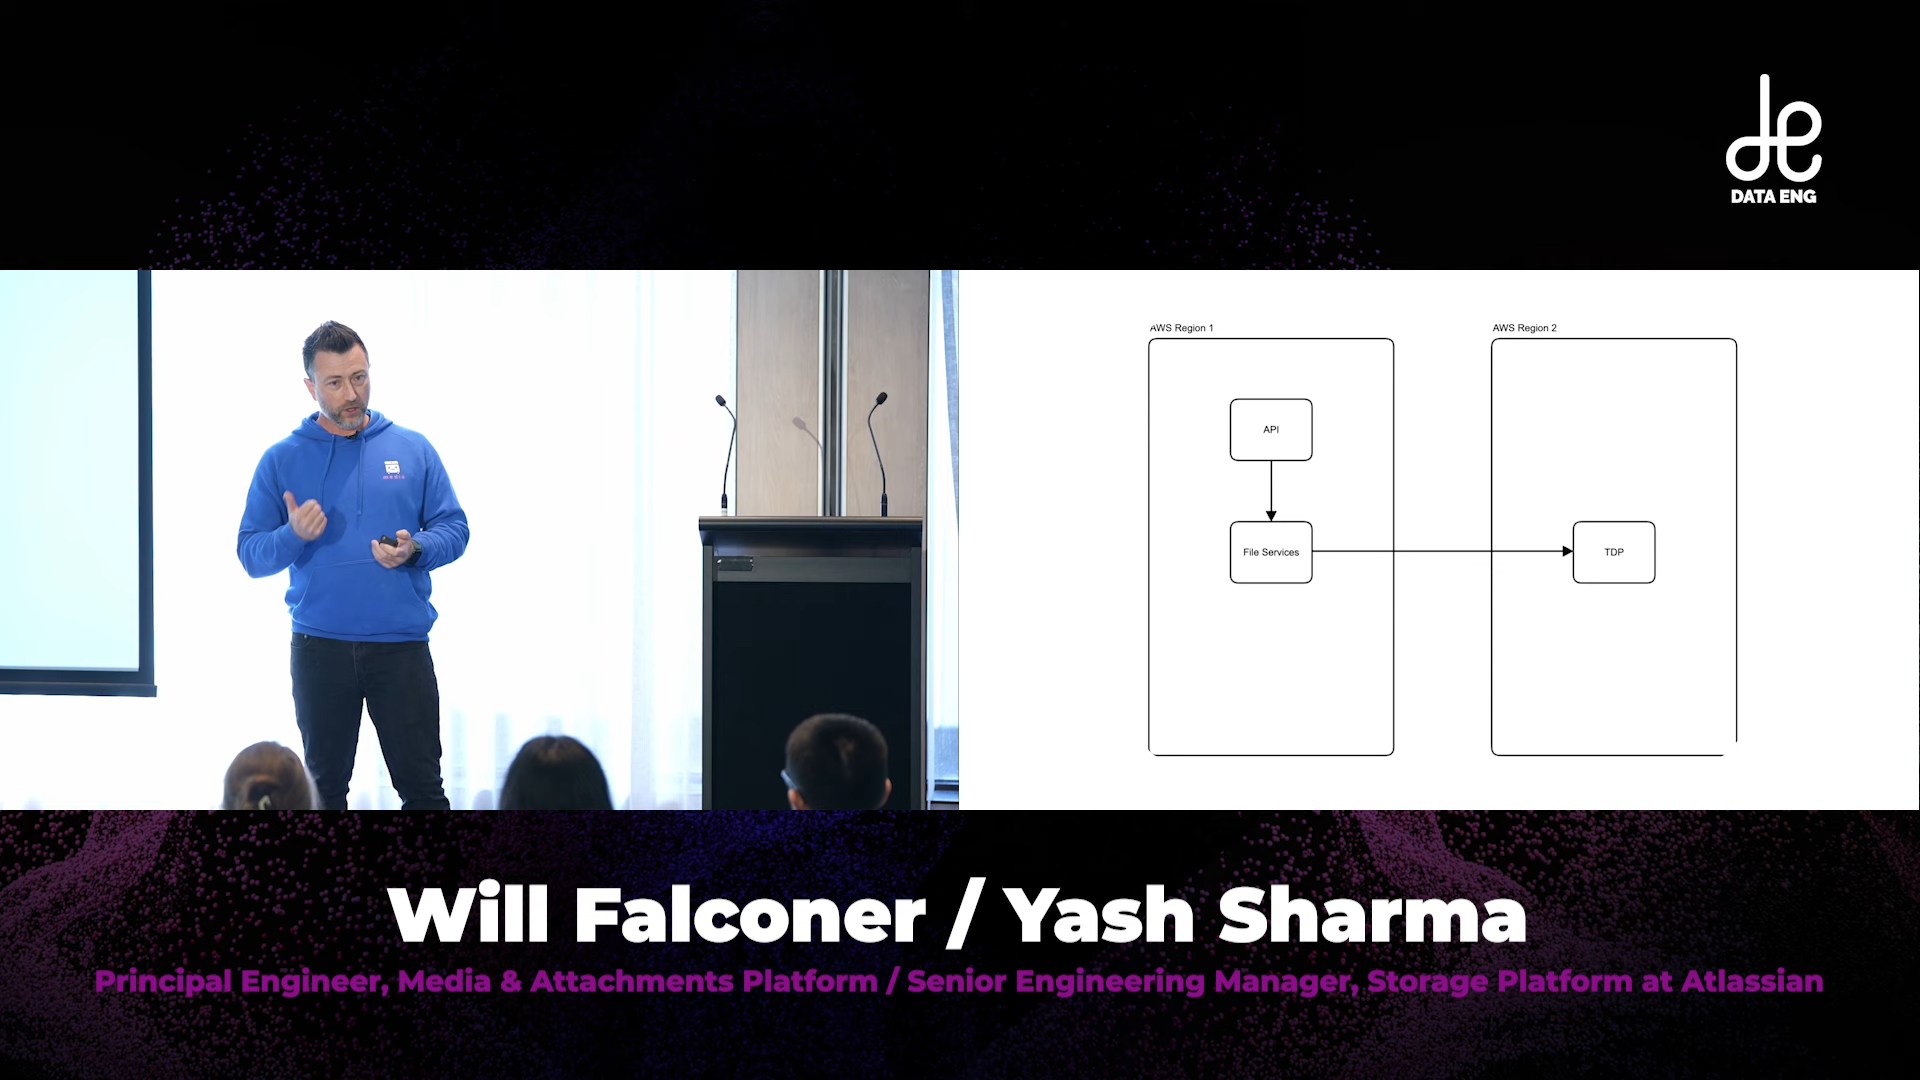 DATA ENG
AWS Region 1
AWS Region 2
API
File Services
TDP
Will Falconer / Yash Sharma
Principal Engineer, Media & Attachments Platform / Senior Engineering Manager, Storage Platform at Atlassian